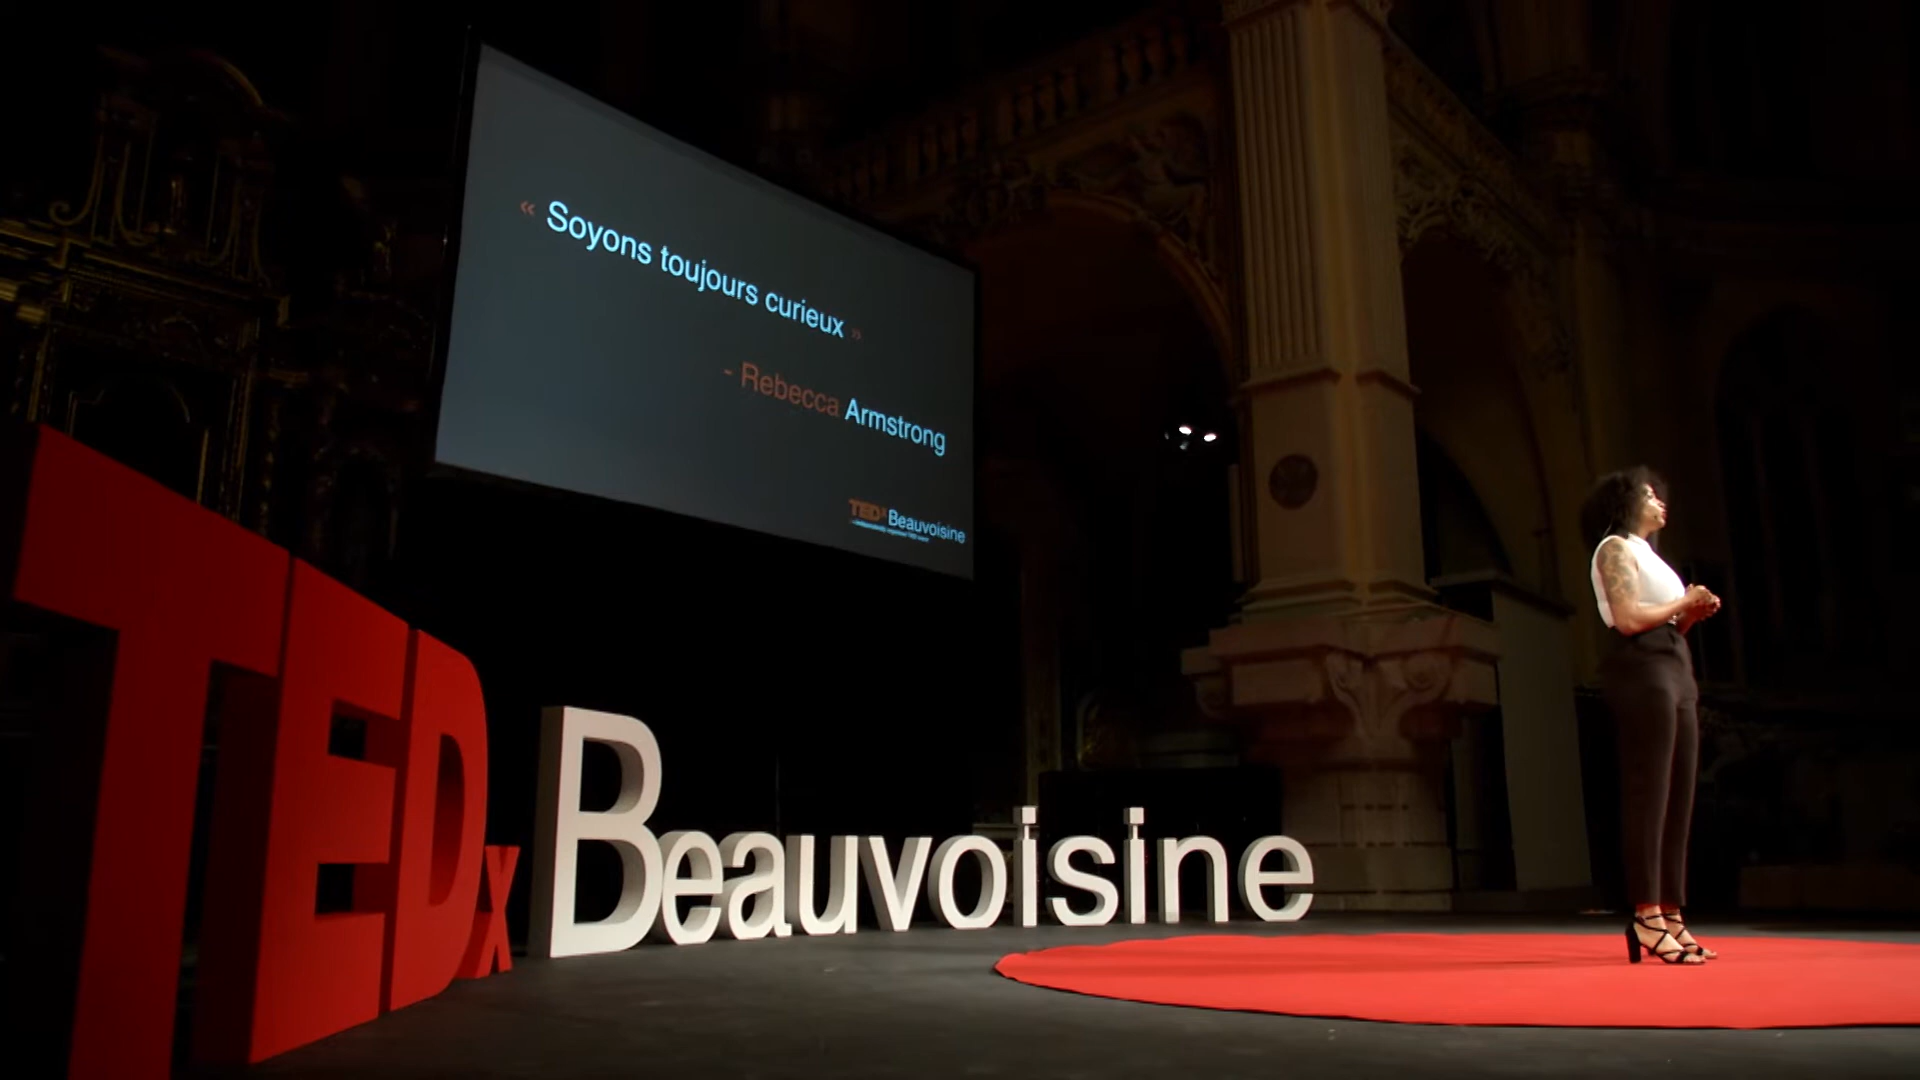 « Soyons toujours curieux »
- Rebecca Armstrong
TEDx Beauvoisine
TEDx Beauvoisine